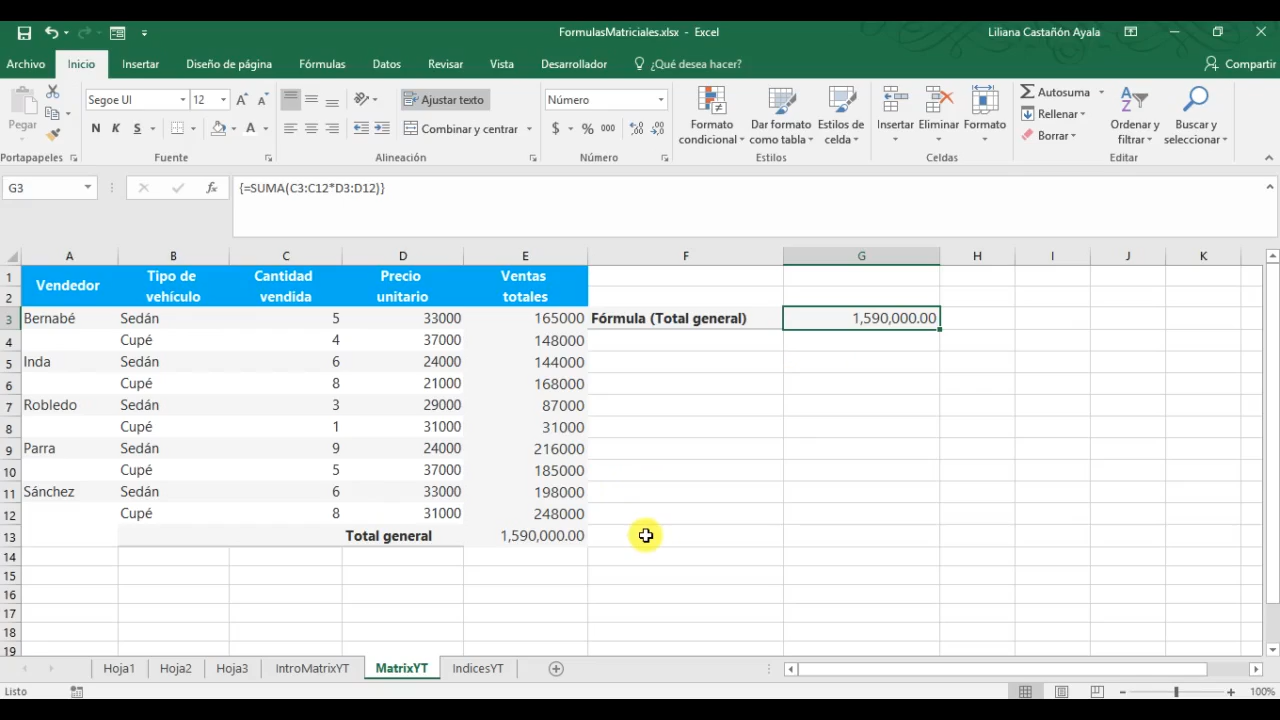 FormulasMatriciales.xlsx - Excel
Liliana Castañón Ayala
Archivo Inicio Insertar Diseño de página Fórmulas Datos Revisar Vista Desarrollador ¿Qué desea hacer? Compartir
Pegar
Segoe UI 12
N K S A
Ajustar texto
Combinar y centrar
Número
$ % 000
Formato condicional
Dar formato como tabla
Estilos de celda
Insertar Eliminar Formato
Autosuma
Rellenar
Borrar
Ordenar y filtrar
Buscar y seleccionar
Portapapeles Fuente Alineación Número Estilos Celdas Editar
G3 fx {=SUMA(C3:C12*D3:D12)}
A B C D E F G H I J K
1 Vendedor Tipo de Cantidad Precio Ventas
2 vehículo vendida unitario totales
3 Bernabé Sedán 5 33000 165000 Fórmula (Total general) 1,590,000.00
4 Cupé 4 37000 148000
5 Inda Sedán 6 24000 144000
6 Cupé 8 21000 168000
7 Robledo Sedán 3 29000 87000
8 Cupé 1 31000 31000
9 Parra Sedán 9 24000 216000
10 Cupé 5 37000 185000
11 Sánchez Sedán 6 33000 198000
12 Cupé 8 31000 248000
13 Total general 1,590,000.00
14
15
16
17
18
19
Hoja1 Hoja2 Hoja3 IntroMatrixYT MatrixYT IndicesYT
Listo 100%